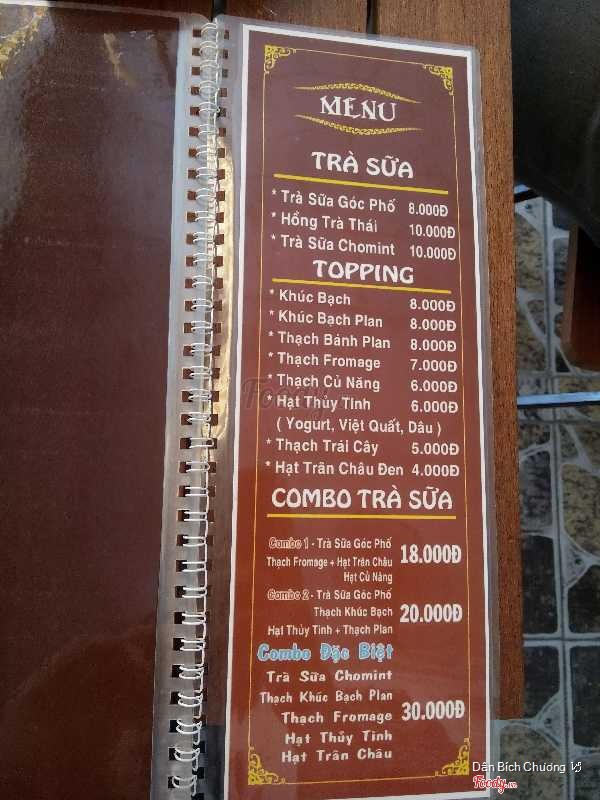 MENU
TRÀ SỮA
* Trà Sữa Góc Phố 8.000Đ
* Hồng Trà Thái 10.000Đ
* Trà Sữa Chomint 10.000Đ
TOPPING
* Khúc Bạch 8.000Đ
* Khúc Bạch Plan 8.000Đ
* Thạch Bánh Plan 8.000Đ
* Thạch Fromage 7.000Đ
* Thạch Củ Năng 6.000Đ
* Hạt Thủy Tinh 6.000Đ
( Yogurt, Việt Quất, Dâu )
* Thạch Trái Cây 5.000Đ
* Hạt Trân Châu Đen 4.000Đ
COMBO TRÀ SỮA
Combo 1 - Trà Sữa Góc Phố
Thạch Fromage + Hạt Trân Châu 18.000Đ
Hạt Củ Năng
Combo 2 - Trà Sữa Góc Phố
Thạch Khúc Bạch 20.000Đ
Hạt Thủy Tinh + Thạch Plan
Combo Đặc Biệt
Trà Sữa Chomint
Thạch Khúc Bạch Plan
Thạch Fromage 30.000Đ
Hạt Thủy Tinh
Hạt Trân Châu
Foody.vn
Dân Bích Chương
Foody.vn